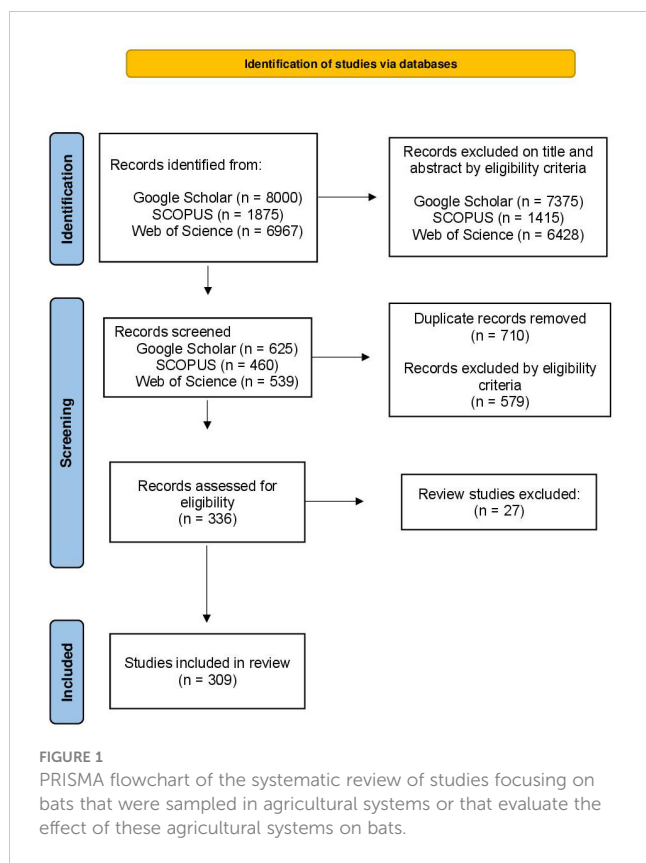 Identification of studies via databases
Identification
Records identified from:
Google Scholar (n = 8000)
SCOPUS (n = 1875)
Web of Science (n = 6967)
Records excluded on title and
abstract by eligibility criteria
Google Scholar (n = 7375)
SCOPUS (n = 1415)
Web of Science (n = 6428)
Screening
Records screened
Google Scholar (n = 625)
SCOPUS (n = 460)
Web of Science (n = 539)
Duplicate records removed
(n = 710)
Records excluded by eligibility
criteria
(n = 579)
Records assessed for
eligibility
(n = 336)
Review studies excluded:
(n = 27)
Included
Studies included in review
(n = 309)
FIGURE 1
PRISMA flowchart of the systematic review of studies focusing on
bats that were sampled in agricultural systems or that evaluate the
effect of these agricultural systems on bats.